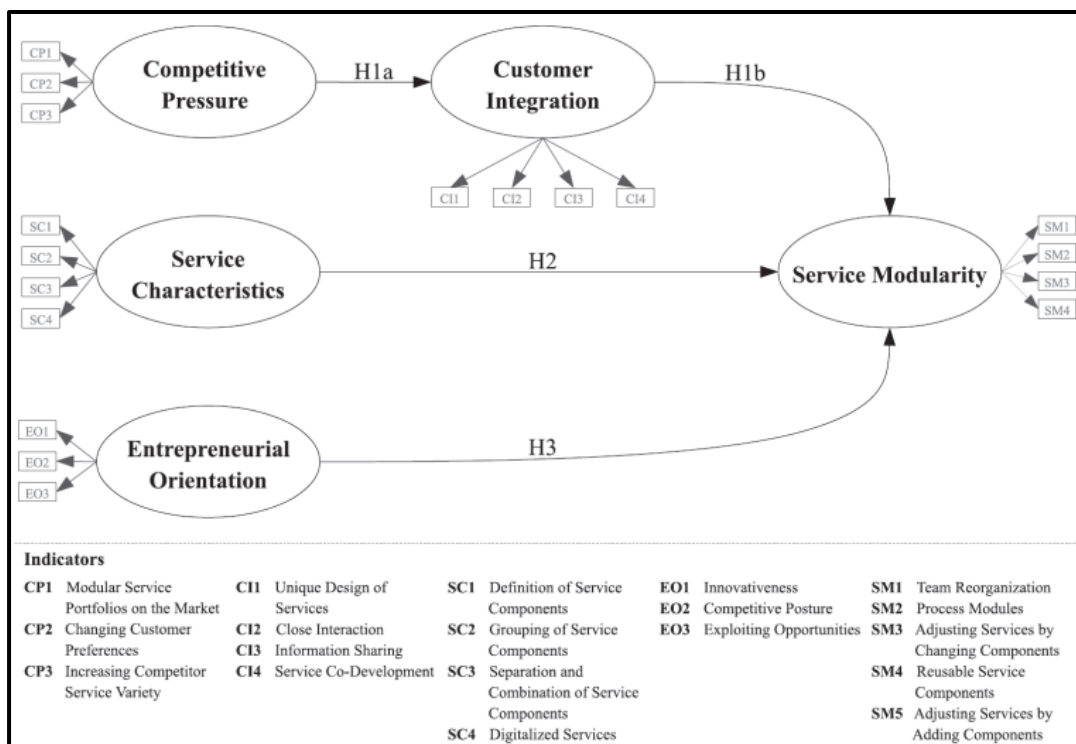 CP1
CP2
CP3
Competitive
Pressure
H1a
Customer
Integration
H1b
CI1
CI2
CI3
CI4
SC1
SC2
SC3
SC4
Service
Characteristics
H2
Service Modularity
SM1
SM2
SM3
SM4
EO1
EO2
EO3
Entrepreneurial
Orientation
H3
Indicators
CP1 Modular Service
Portfolios on the Market
CP2 Changing Customer
Preferences
CP3 Increasing Competitor
Service Variety
CI1 Unique Design of
Services
CI2 Close Interaction
CI3 Information Sharing
CI4 Service Co-Development
SC1 Definition of Service
Components
SC2 Grouping of Service
Components
SC3 Separation and
Combination of Service
Components
SC4 Digitalized Services
EO1 Innovativeness
EO2 Competitive Posture
EO3 Exploiting Opportunities
SM1 Team Reorganization
SM2 Process Modules
SM3 Adjusting Services by
Changing Components
SM4 Reusable Service
Components
SM5 Adjusting Services by
Adding Components